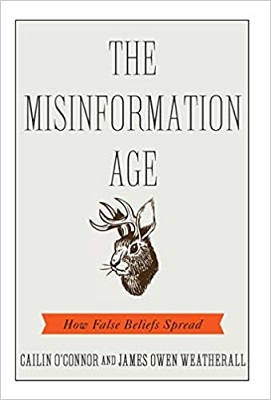 THE
MISINFORMATION
AGE
How False Beliefs Spread
CAILIN O'CONNOR AND JAMES OWEN WEATHERALL